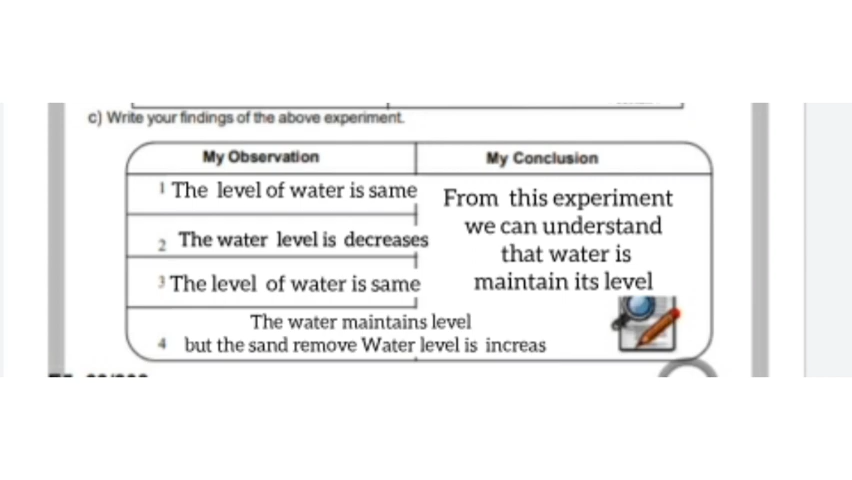 c) Write your findings of the above experiment.
My Observation
My Conclusion
1 The level of water is same
2 The water level is decreases
3 The level of water is same
The water maintains level
4 but the sand remove Water level is increas
From this experiment
we can understand
that water is
maintain its level